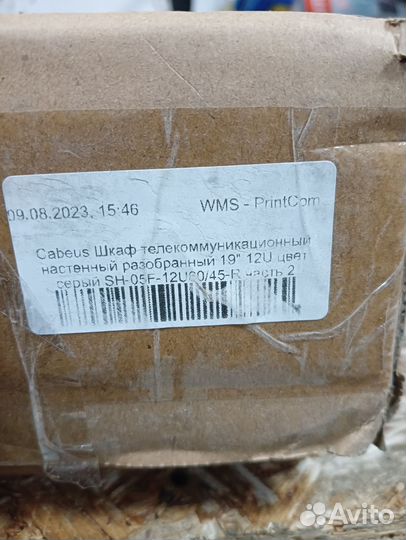 09.08.2023, 15:46 WMS - PrintCom
Cabeus Шкаф телекоммуникационный
настенный разобранный 19" 12U цвет
серый SH-05F-12U60/45-R часть 2
Avito